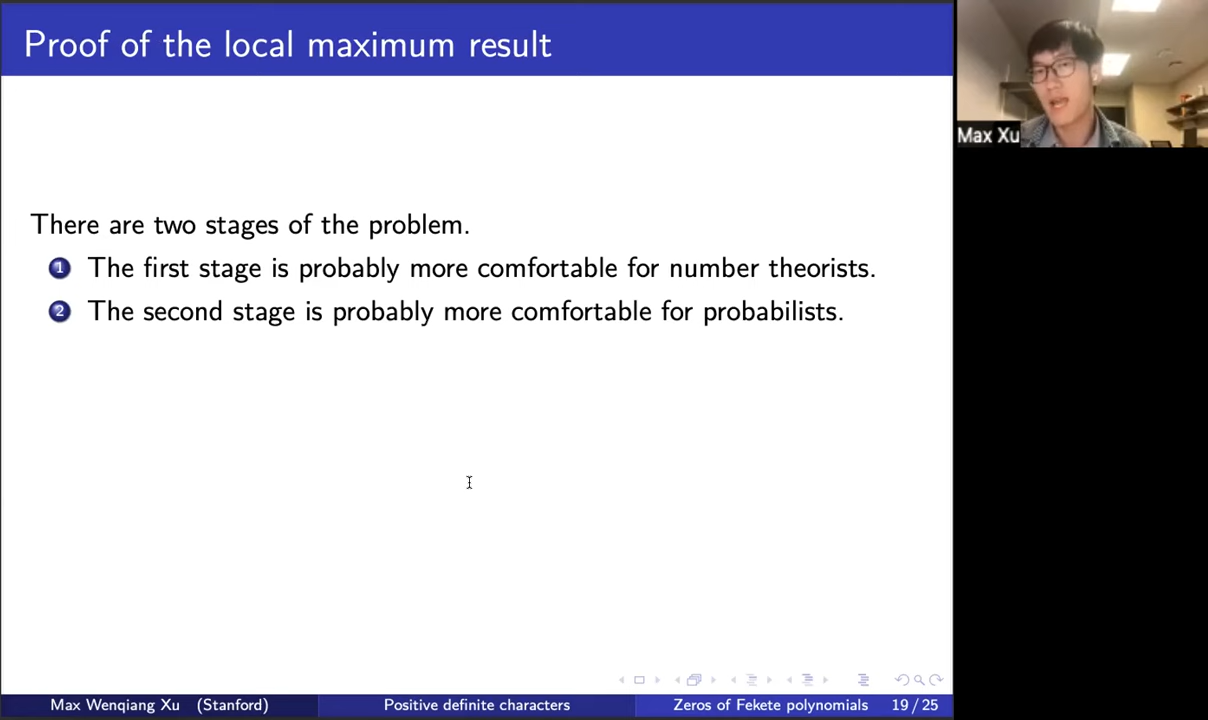 Proof of the local maximum result
Max Xu
There are two stages of the problem.
1 The first stage is probably more comfortable for number theorists.
2 The second stage is probably more comfortable for probabilists.
Max Wenqiang Xu (Stanford) Positive definite characters Zeros of Fekete polynomials 19 / 25